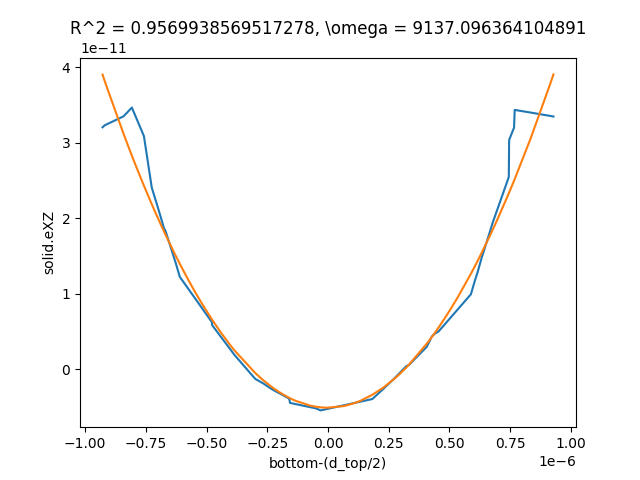 R^2 = 0.9569938569517278, \omega = 9137.096364104891
1e−11
4
3
2
1
0
solid.eXZ
−1.00 −0.75 −0.50 −0.25 0.00 0.25 0.50 0.75 1.00
bottom-(d_top/2)
1e−6